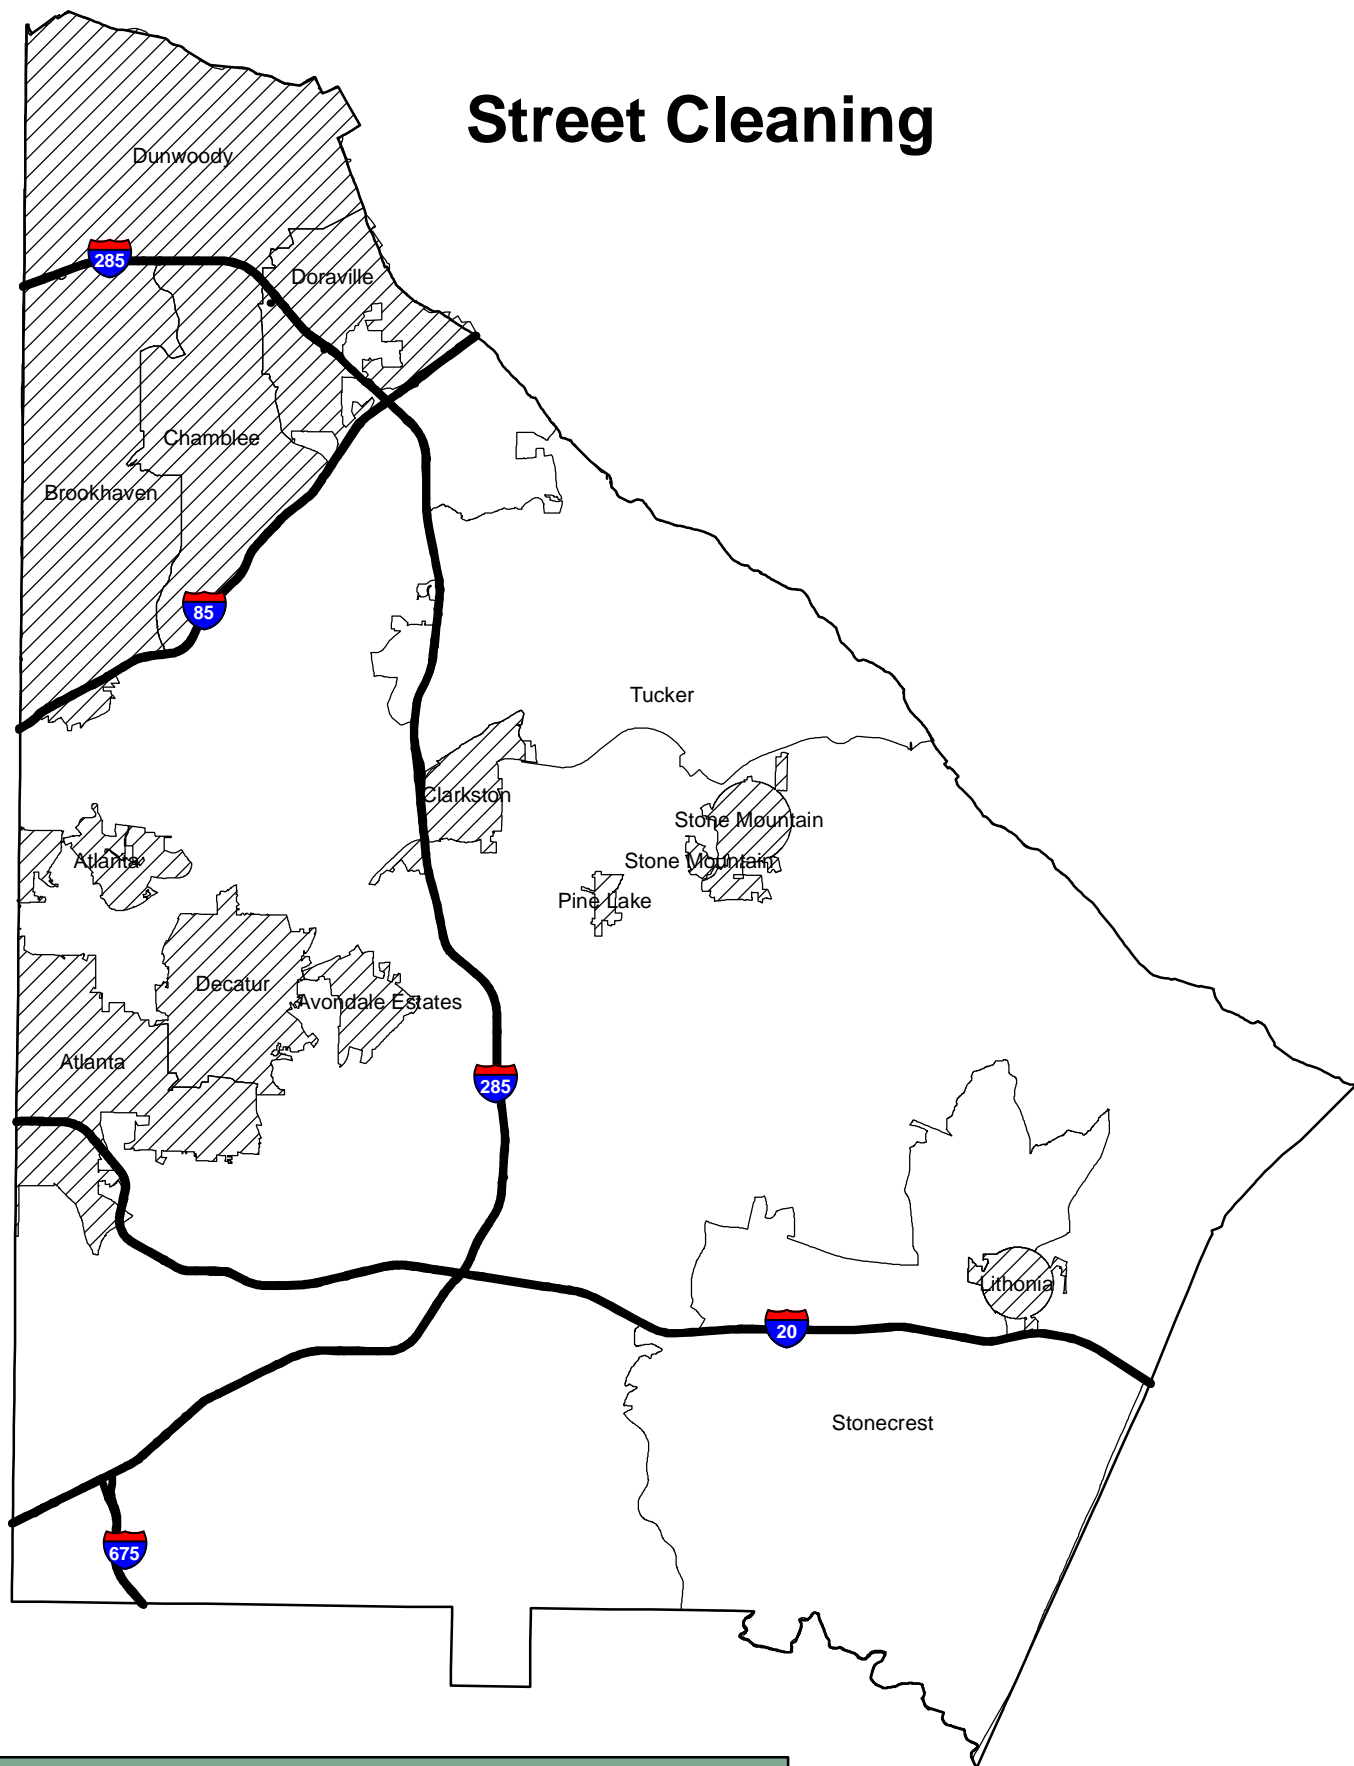 Street Cleaning
Dunwoody
285
Doraville
Chamblee
Brookhaven
85
Tucker
Clarkston
Stone Mountain
Atlanta
Stone Mountain
Pine Lake
Decatur
Avondale Estates
Atlanta
285
Lithonia
20
Stonecrest
675